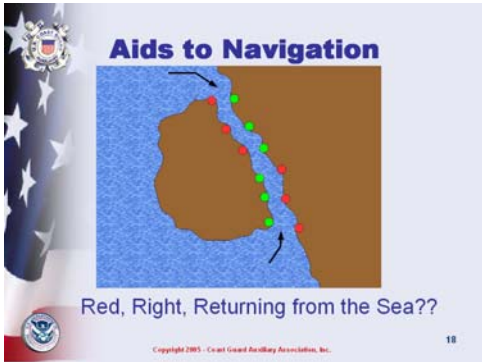 Aids to Navigation
Red, Right, Returning from the Sea??
18
Copyright 2005 - Coast Guard Auxiliary Association, Inc.